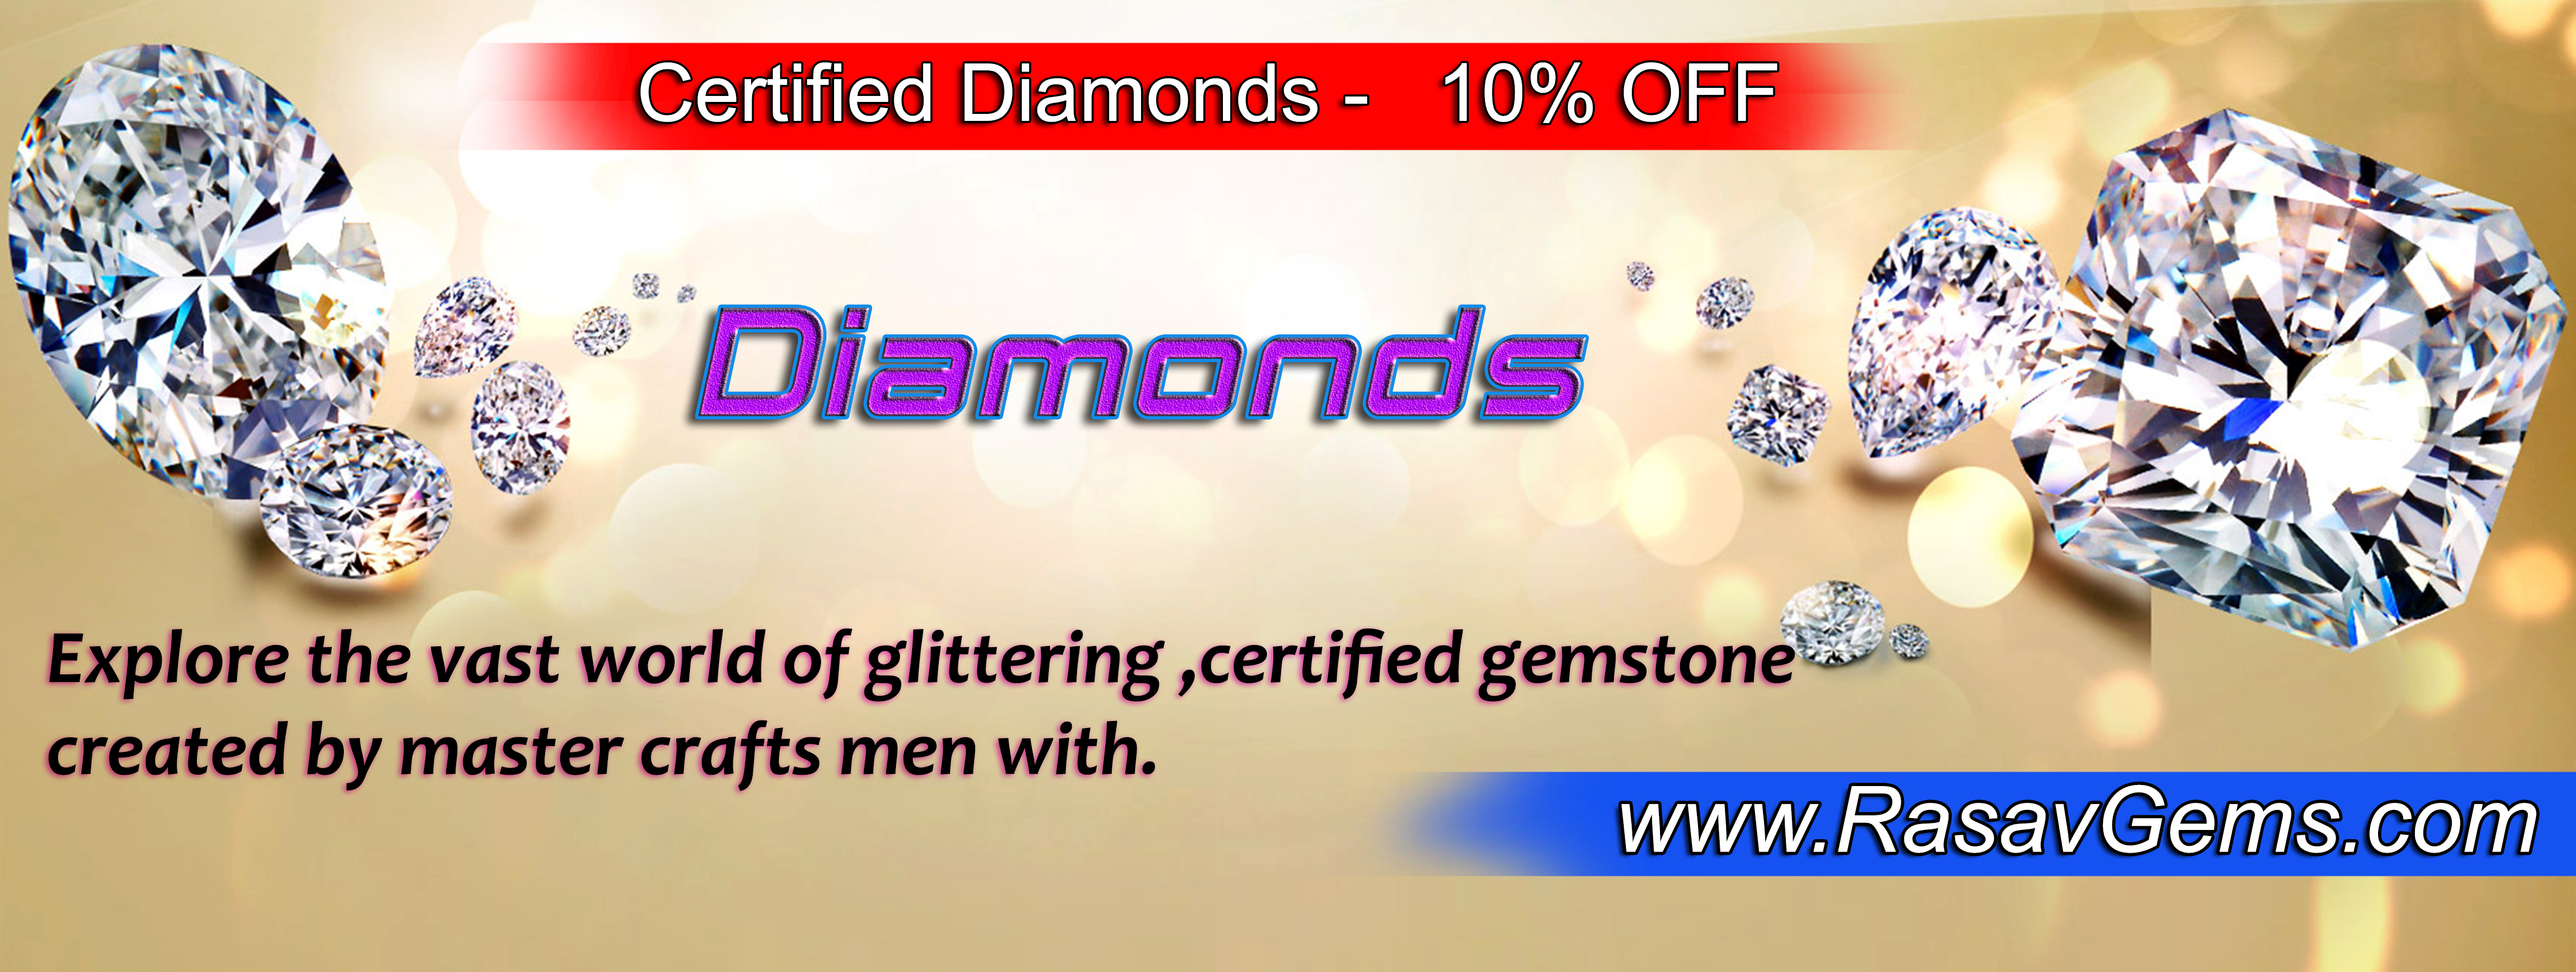 Certified Diamonds - 10% OFF
Diamonds
Explore the vast world of glittering ,certified gemstone
created by master crafts men with.
www.RasavGems.com